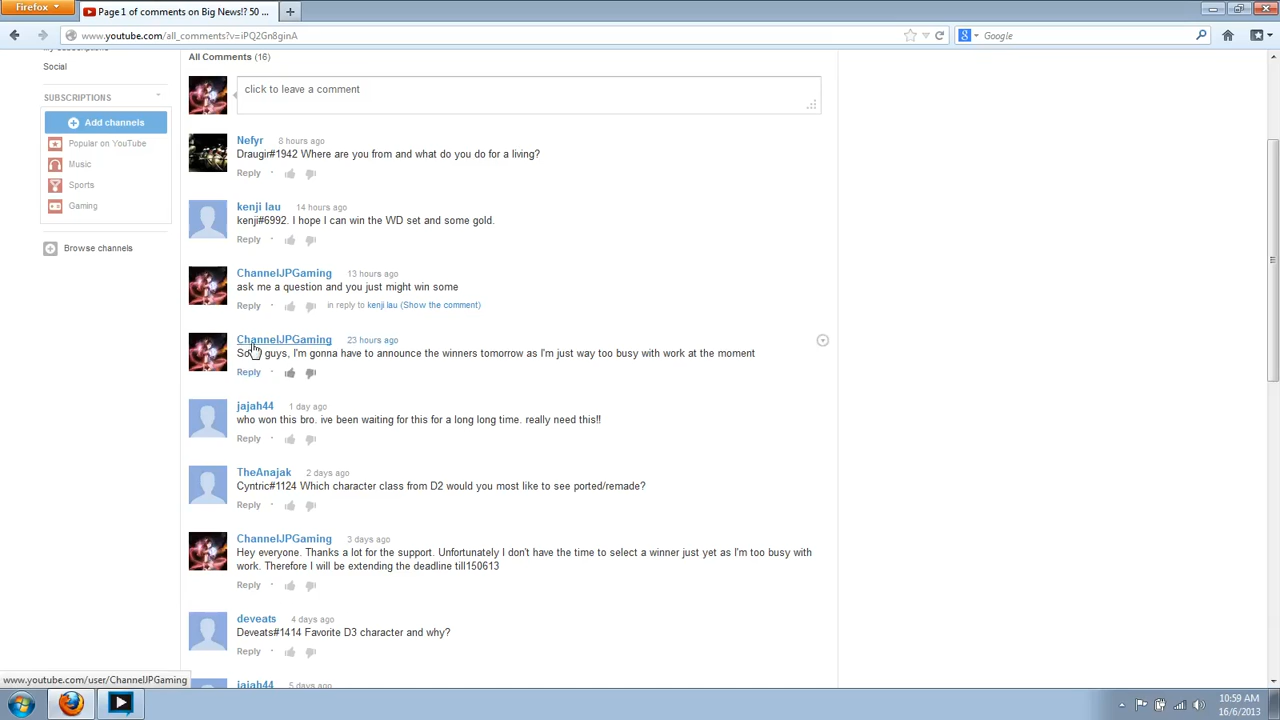 Firefox
Page 1 of comments on Big News!? 50 ...
www.youtube.com/all_comments?v=iPQ2Gn8ginA
Google
My Subscriptions
Social
SUBSCRIPTIONS
Add channels
Popular on YouTube
Music
Sports
Gaming
Browse channels
All Comments (16)
click to leave a comment
Nefyr 8 hours ago
Draugir#1942 Where are you from and what do you do for a living?
Reply
kenji lau 14 hours ago
kenji#6992. I hope I can win the WD set and some gold.
Reply
ChannelJPGaming 13 hours ago
ask me a question and you just might win some
Reply in reply to kenji lau (Show the comment)
ChannelJPGaming 23 hours ago
guys, I'm gonna have to announce the winners tomorrow as I'm just way too busy with work at the moment
Reply
jajah44 1 day ago
who won this bro. ive been waiting for this for a long long time. really need this!!
Reply
TheAnajak 2 days ago
Cyntric#1124 Which character class from D2 would you most like to see ported/remade?
Reply
ChannelJPGaming 3 days ago
Hey everyone. Thanks a lot for the support. Unfortunately I don't have the time to select a winner just yet as I'm too busy with
work. Therefore I will be extending the deadline till150613
Reply
deveats 4 days ago
Deveats#1414 Favorite D3 character and why?
Reply
jajah44 5 days ago
www.youtube.com/user/ChannelJPGaming
10:59 AM
16/6/2013